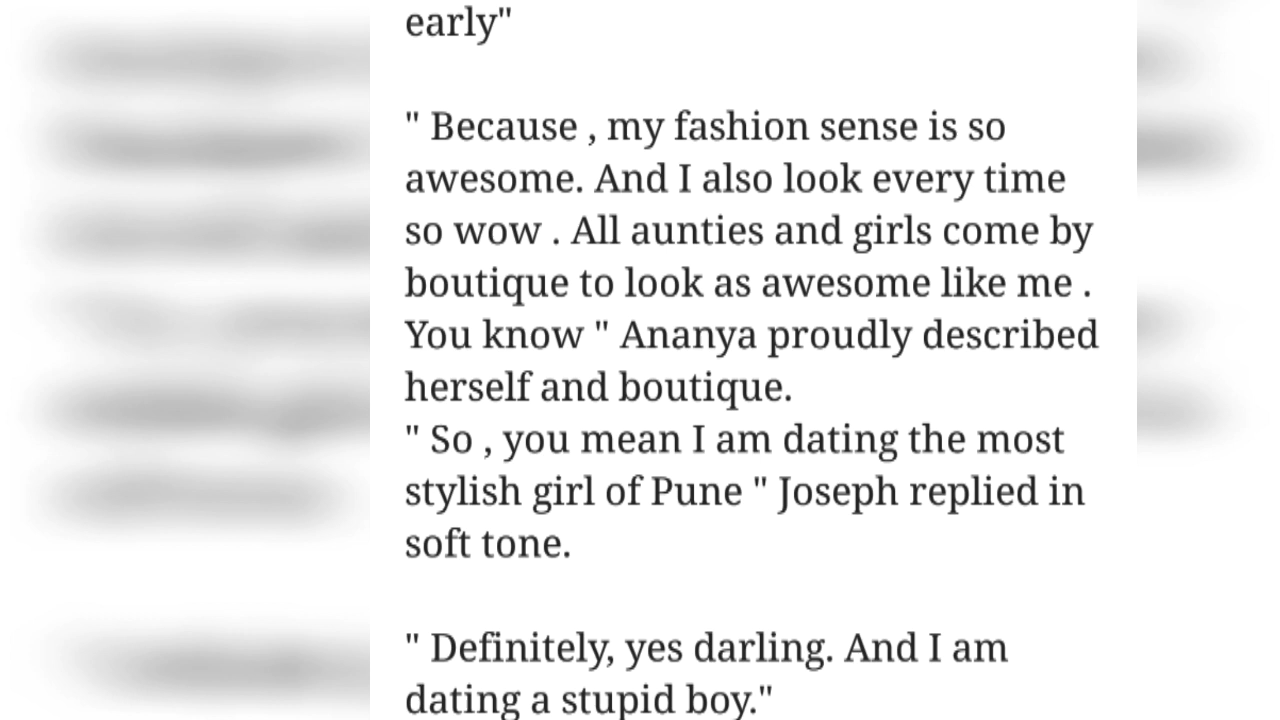 early"
" Because , my fashion sense is so
awesome. And I also look every time
so wow . All aunties and girls come by
boutique to look as awesome like me .
You know " Ananya proudly described
herself and boutique.
" So , you mean I am dating the most
stylish girl of Pune " Joseph replied in
soft tone.
" Definitely, yes darling. And I am
dating a stupid boy."